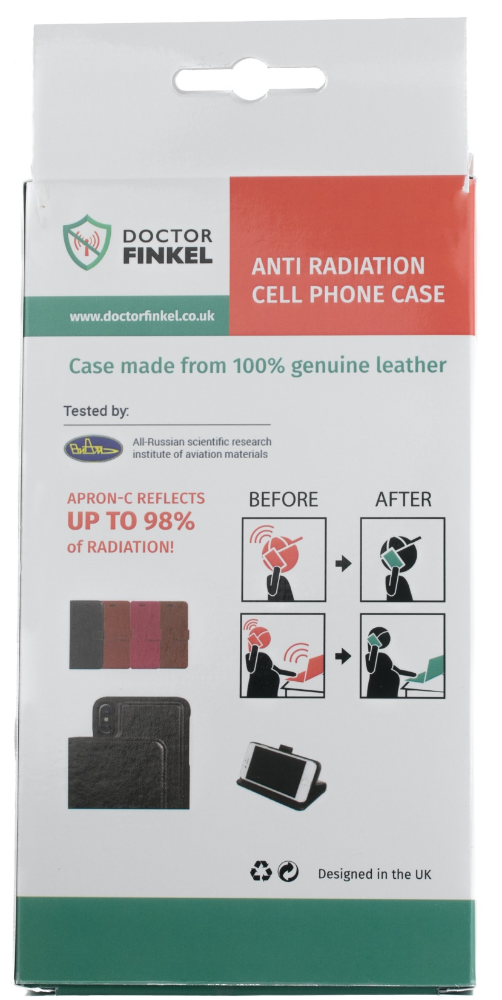 DOCTOR
FINKEL
ANTI RADIATION
CELL PHONE CASE
www.doctorfinkel.co.uk
Case made from 100% genuine leather
Tested by:
ВиАм
All-Russian scientific research
institute of aviation materials
APRON-C REFLECTS
UP TO 98%
of RADIATION!
BEFORE
AFTER
Designed in the UK